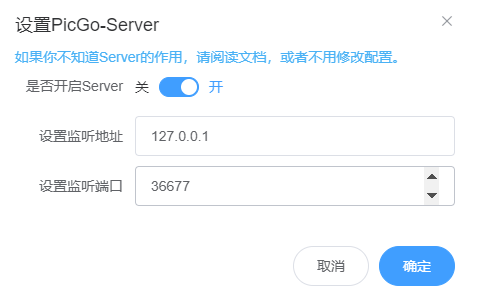 设置PicGo-Server
如果你不知道Server的作用，请阅读文档，或者不用修改配置。
是否开启Server 关 开
设置监听地址 127.0.0.1
设置监听端口 36677
取消 确定